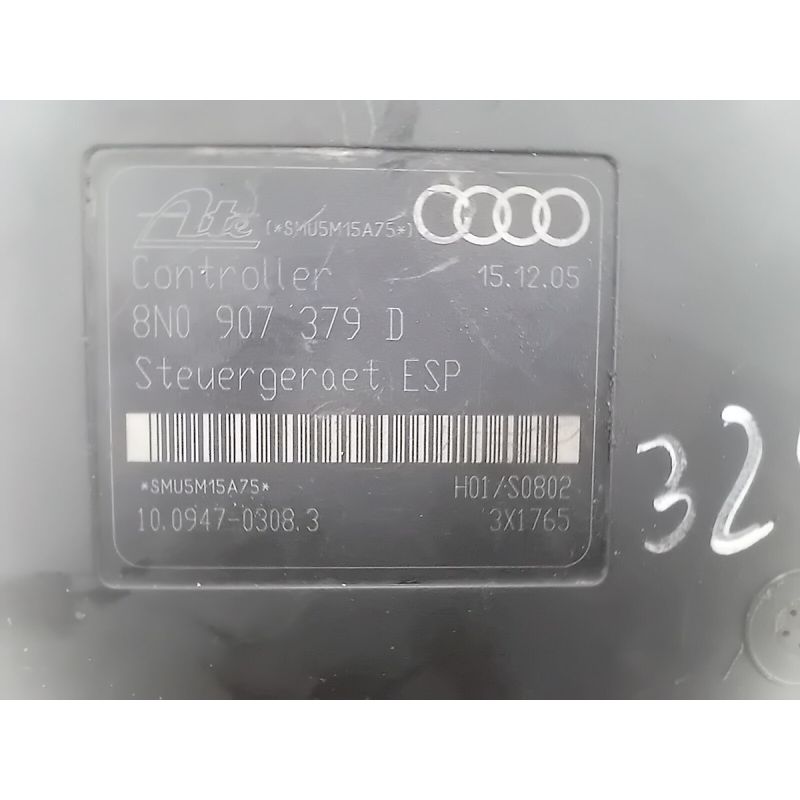 Ate [*SMU5M15A75*]
Controller 15.12.05
8N0 907 379 D
Steuergeraet ESP
*SMU5M15A75* H01/S0802
10.0947-0308.3 3X1765
32